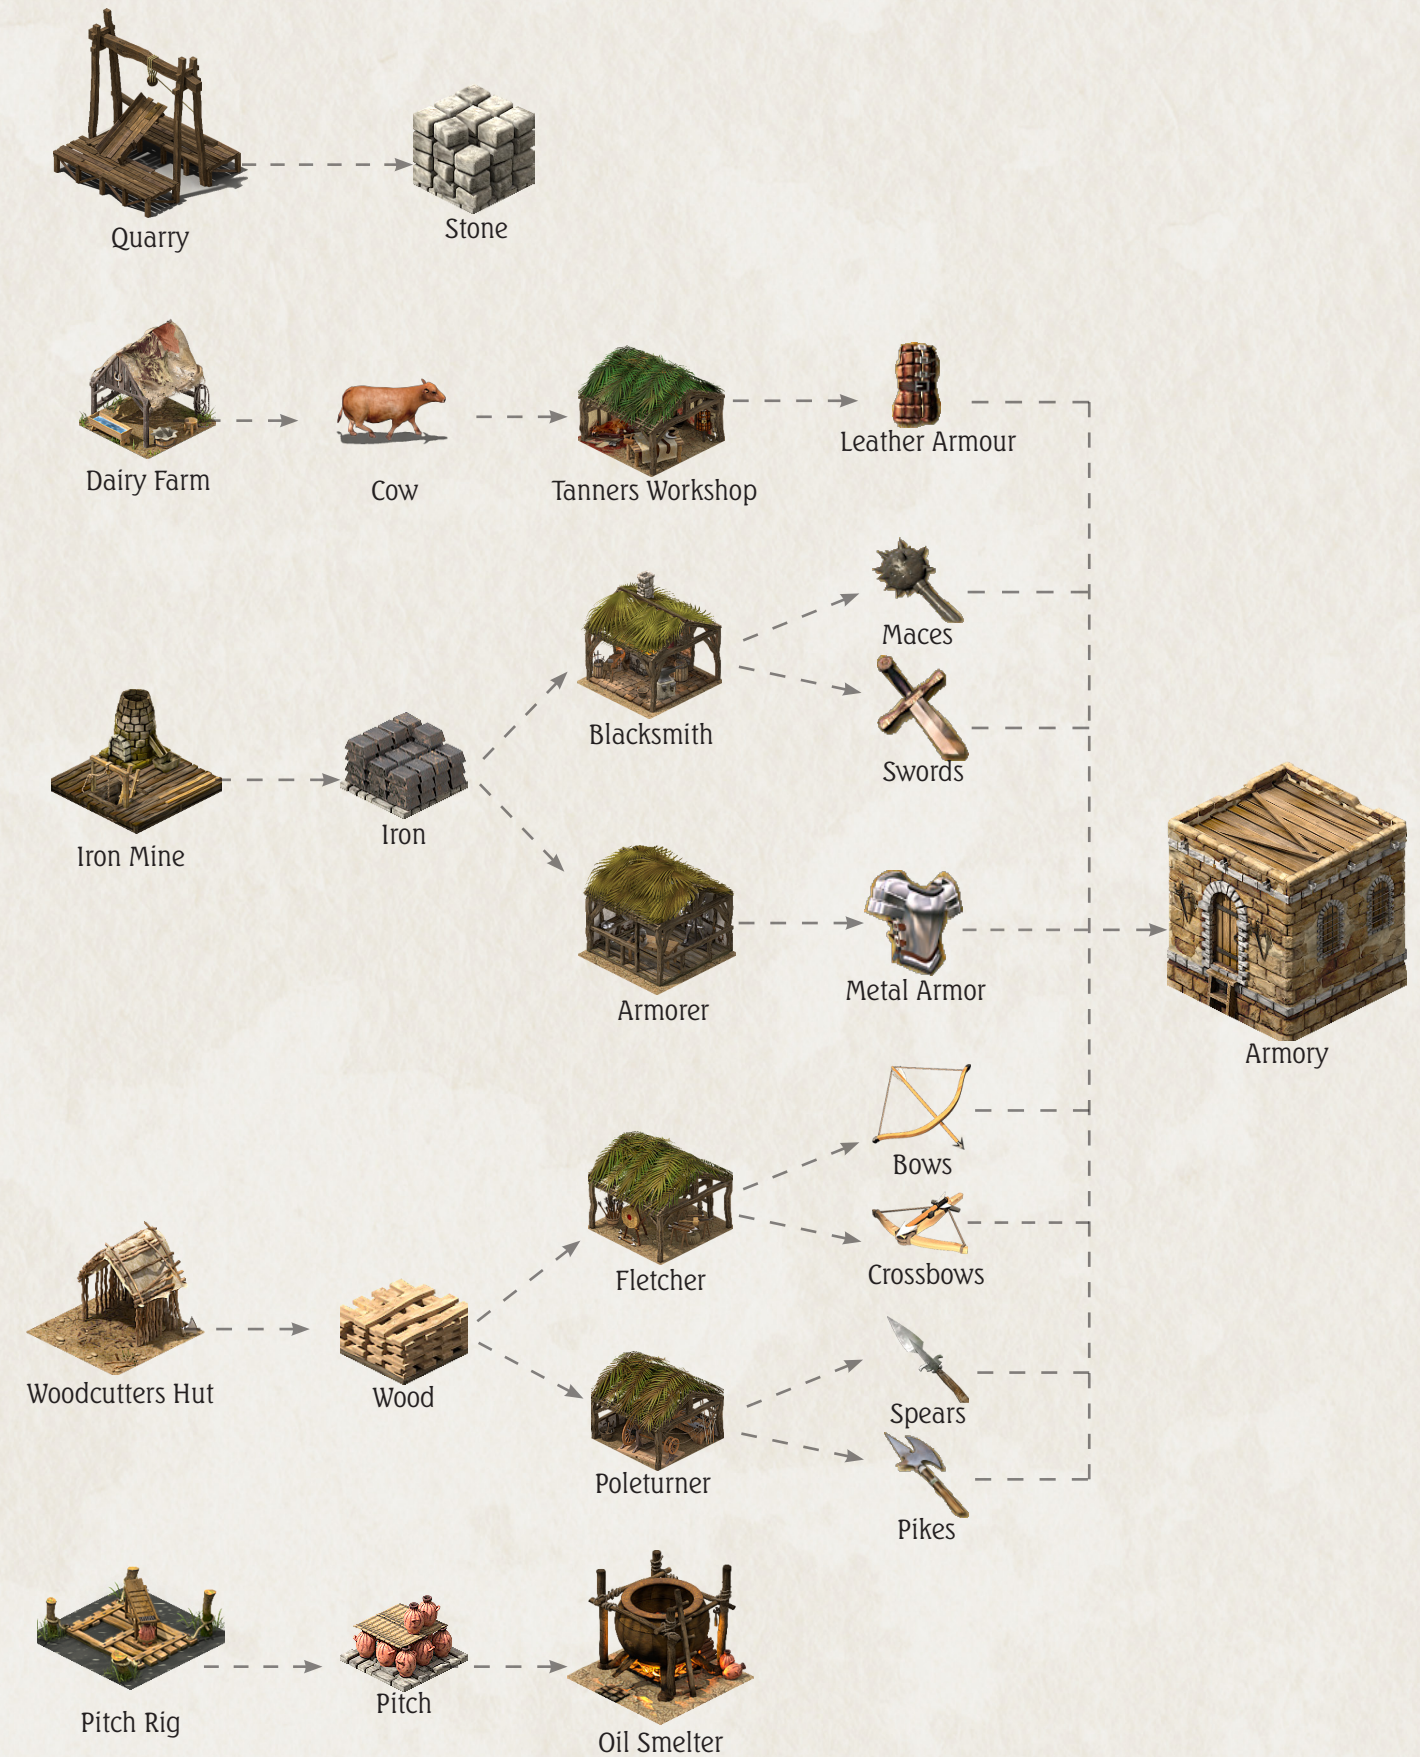 Quarry
Stone
Dairy Farm
Cow
Tanners Workshop
Leather Armour
Maces
Blacksmith
Swords
Iron Mine
Iron
Armorer
Metal Armor
Armory
Bows
Fletcher
Crossbows
Woodcutters Hut
Wood
Spears
Poleturner
Pikes
Pitch Rig
Pitch
Oil Smelter